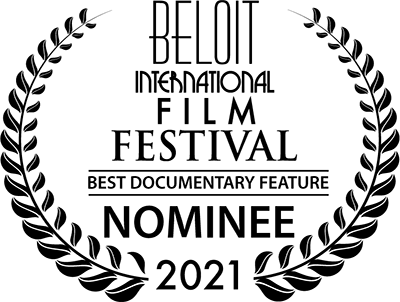 BELOIT
INTERNATIONAL
FILM
FESTIVAL
BEST DOCUMENTARY FEATURE
NOMINEE
2021